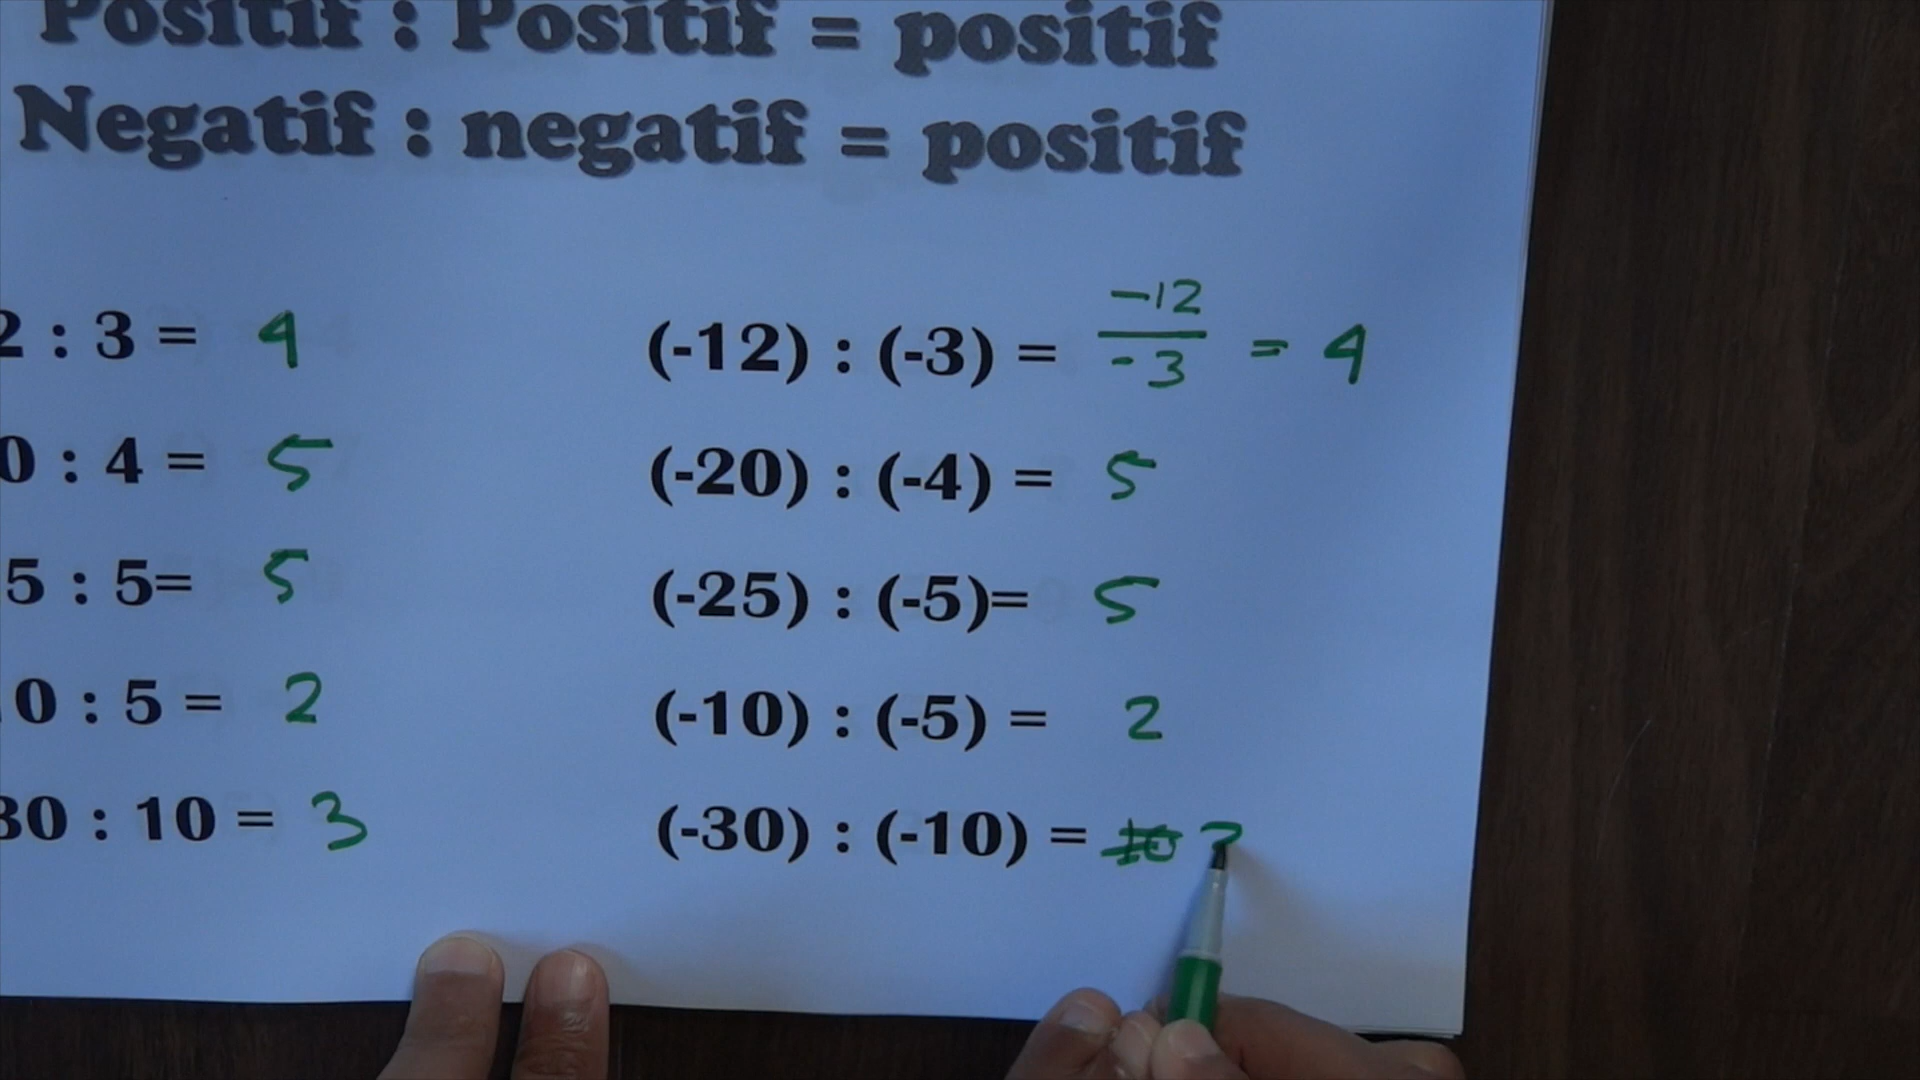 Positif : Positif = positif
Negatif : negatif = positif
2 : 3 = 4
(-12) : (-3) = -12/-3 = 4
0 : 4 = 5
(-20) : (-4) = 5
5 : 5= 5
(-25) : (-5)= 5
0 : 5 = 2
(-10) : (-5) = 2
30 : 10 = 3
(-30) : (-10) = 10